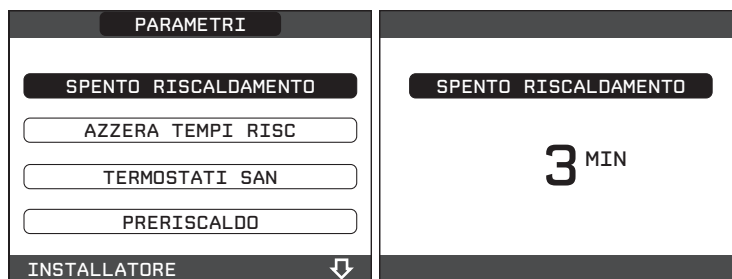 PARAMETRI
SPENTO RISCALDAMENTO
AZZERA TEMPI RISC
TERMOSTATI SAN
PRERISCALDO
INSTALLATORE
SPENTO RISCALDAMENTO
3 MIN